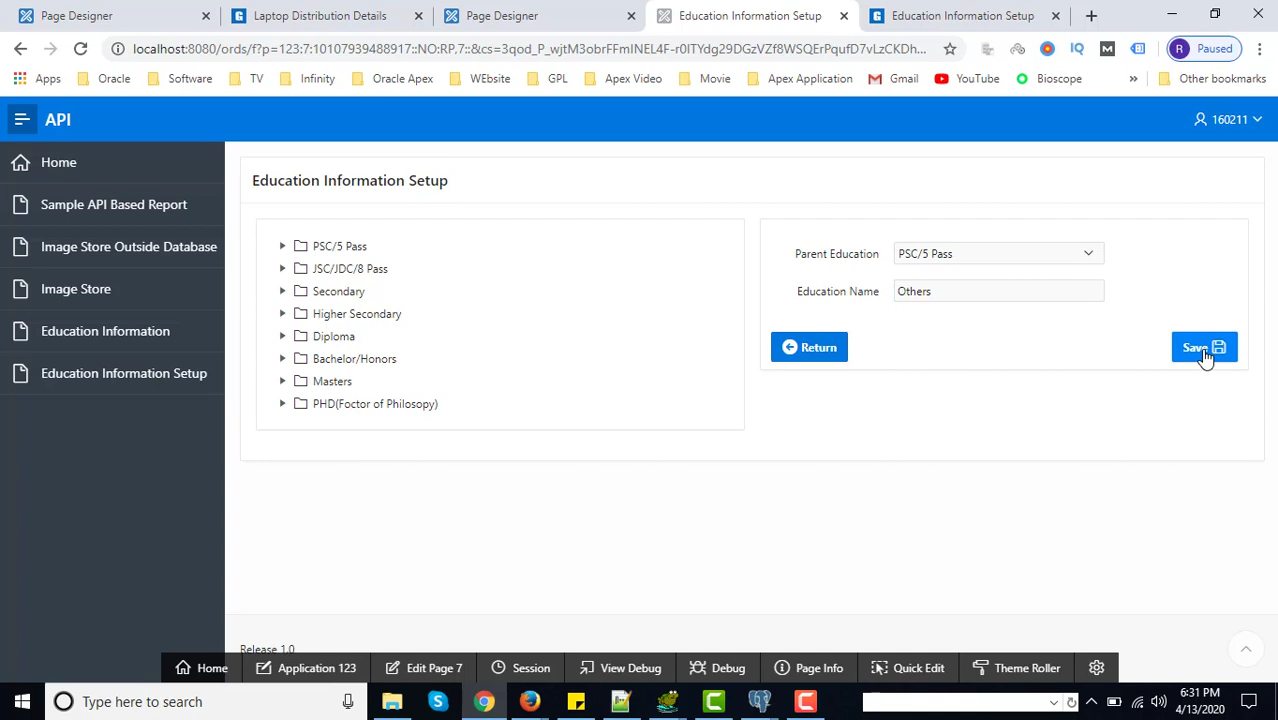 Page Designer
Laptop Distribution Details
Page Designer
Education Information Setup
Education Information Setup
localhost:8080/ords/f?p=123:7:10107939488917::NO:RP,7::&cs=3qod_P_wjtM3obrFFmINEL4F-r0ITYdg29DGzVZf8WSQErPqufD7vLzCKDh...
R Paused
Apps Oracle Software TV Infinity Oracle Apex WEbsite GPL Apex Video More Apex Application Gmail YouTube Bioscope » Other bookmarks
API
160211
Home
Sample API Based Report
Image Store Outside Database
Image Store
Education Information
Education Information Setup
Education Information Setup
PSC/5 Pass
JSC/JDC/8 Pass
Secondary
Higher Secondary
Diploma
Bachelor/Honors
Masters
PHD(Foctor of Philosopy)
Parent Education PSC/5 Pass
Education Name Others
Return
Save
Release 1.0
Home Application 123 Edit Page 7 Session View Debug Debug Page Info Quick Edit Theme Roller
Type here to search
6:31 PM
4/13/2020